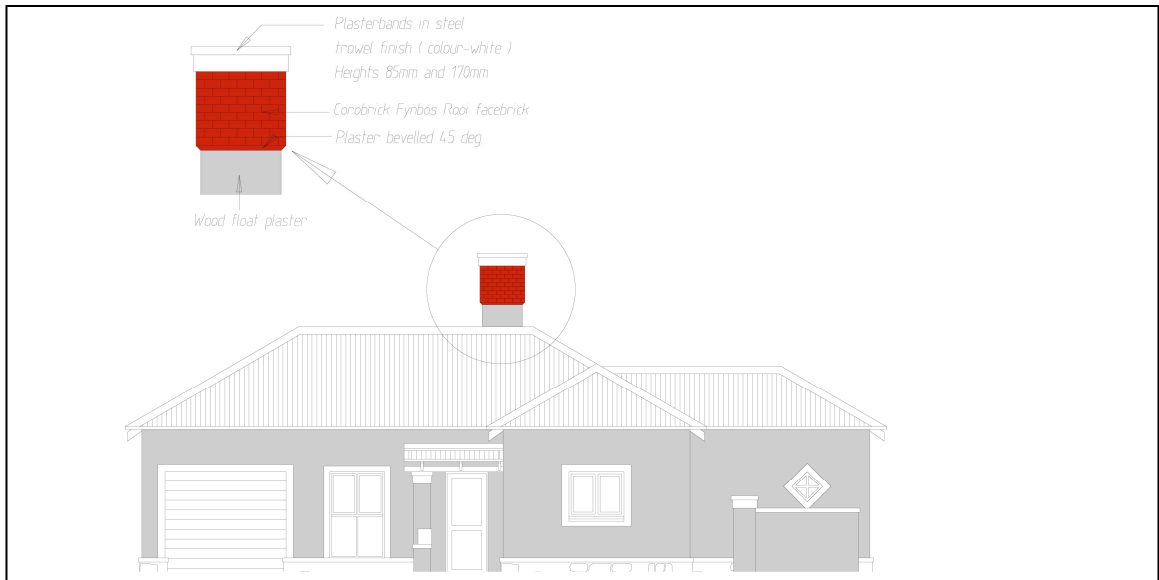 Plasterbands in steel
trowel finish ( colour-white )
Heights 85mm and 170mm
Corobrick Fynbos Rooi facebrick
Plaster bevelled 45 deg
Wood float plaster